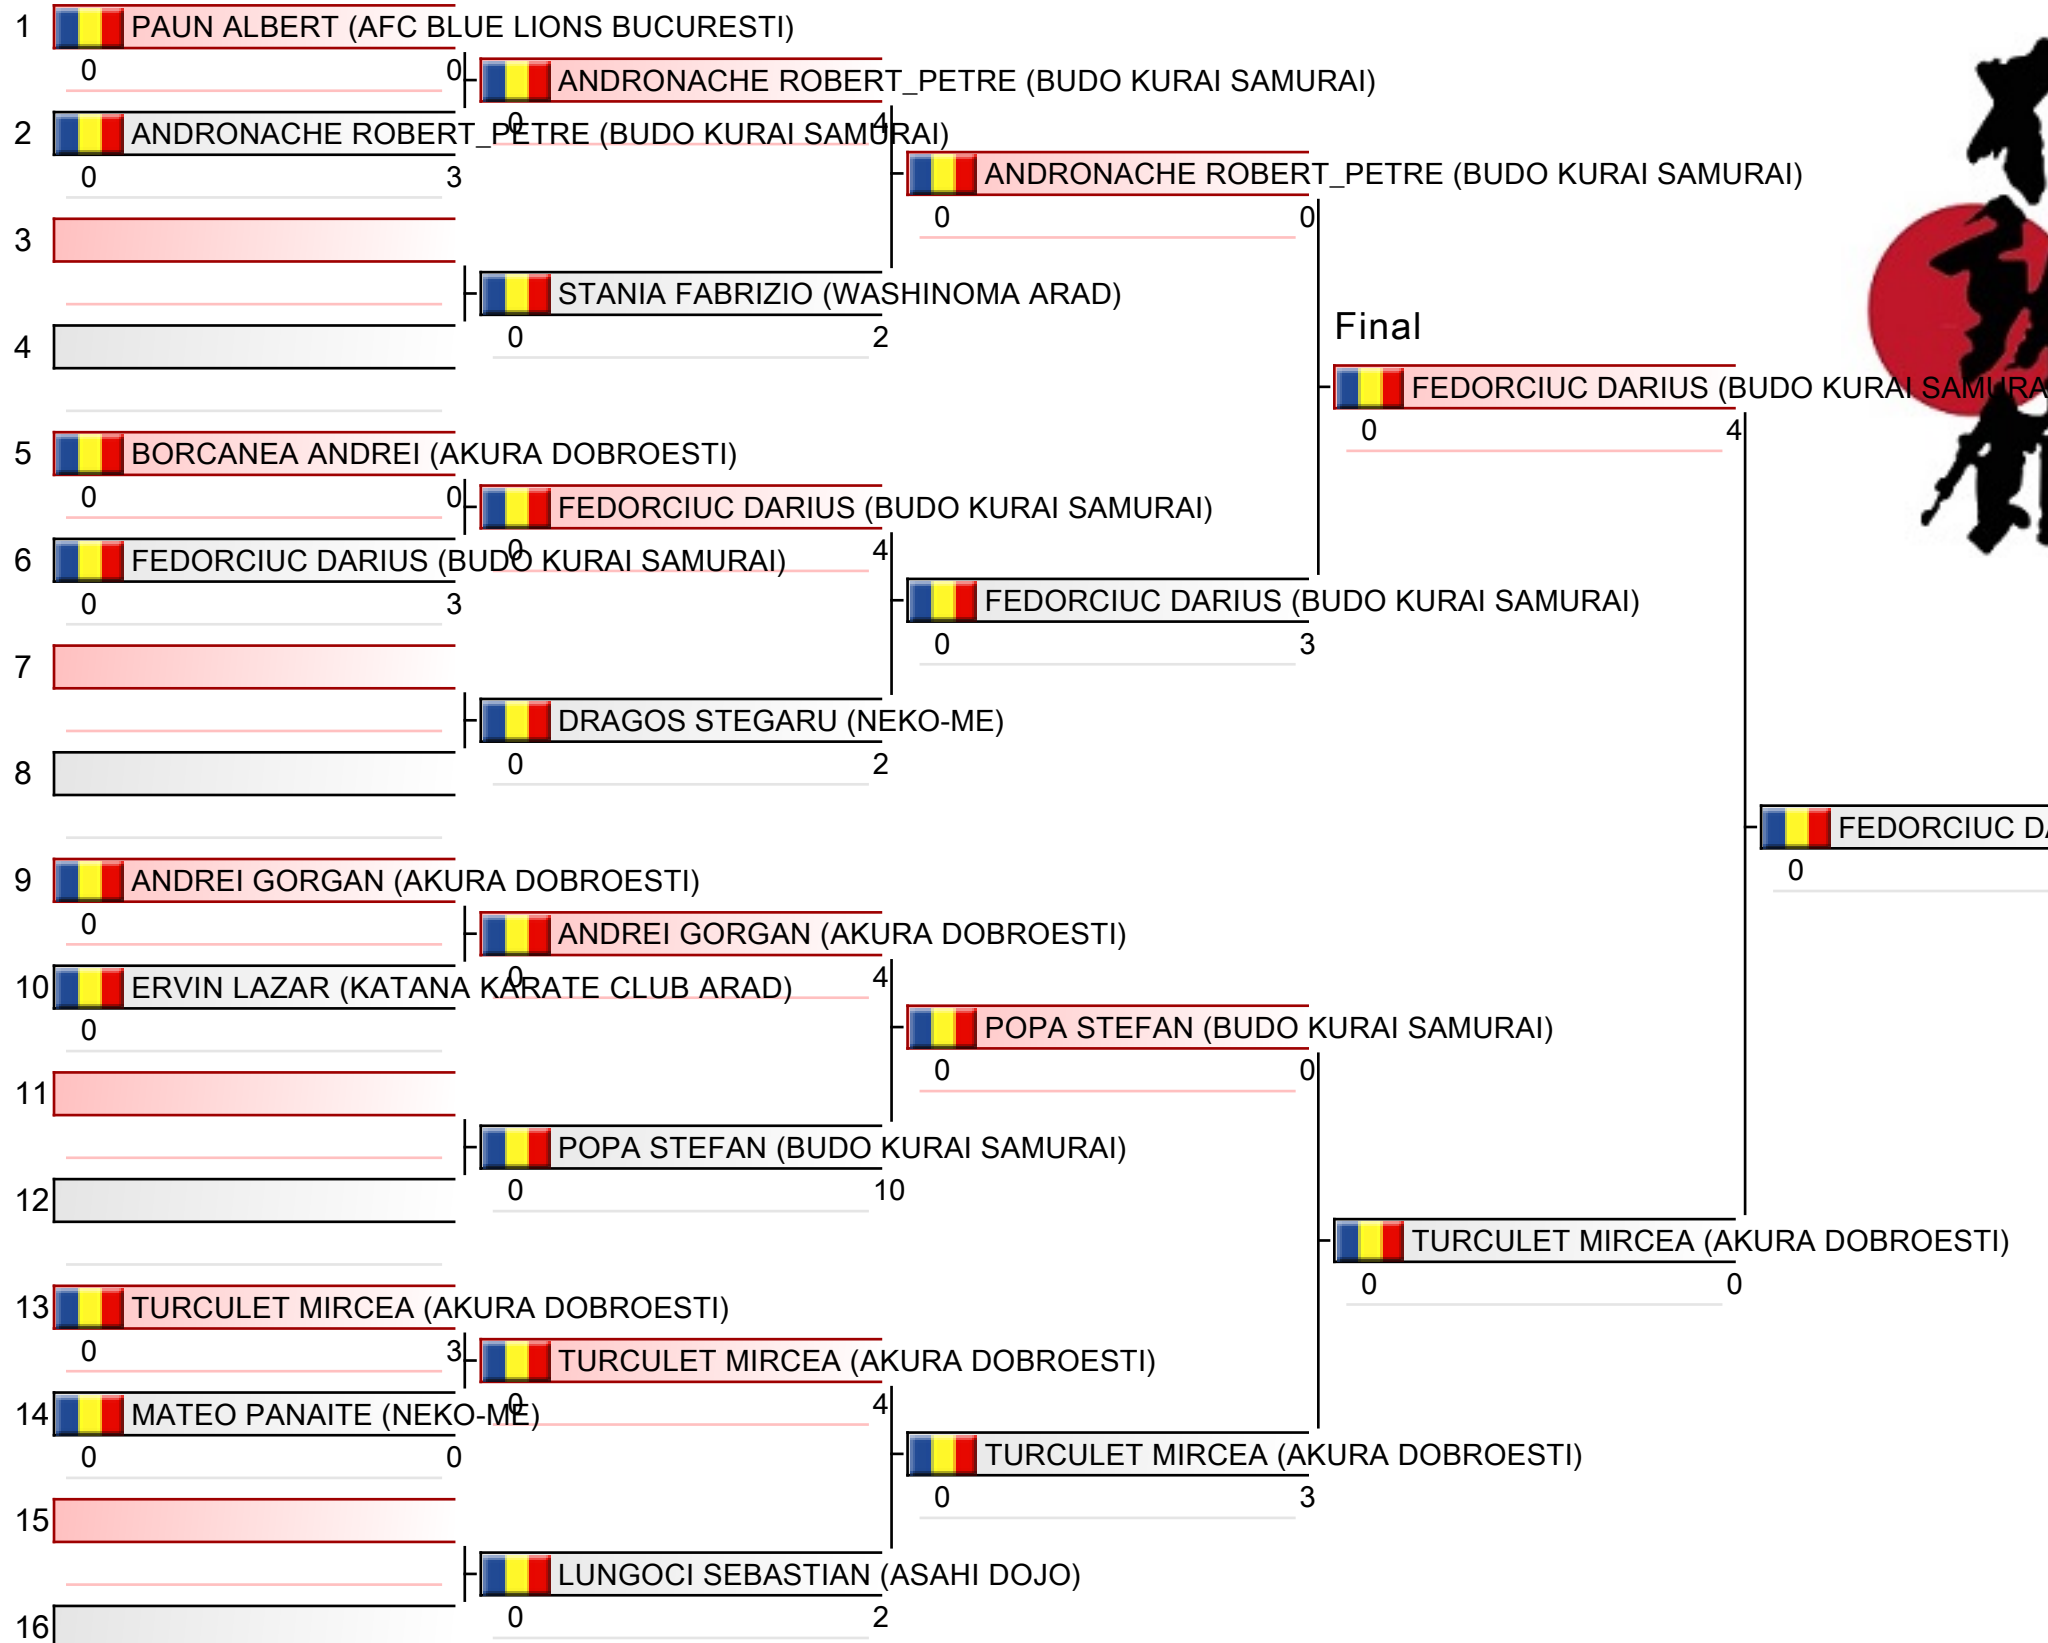 1 PAUN ALBERT (AFC BLUE LIONS BUCURESTI)
0 0
ANDRONACHE ROBERT_PETRE (BUDO KURAI SAMURAI)
0 4
2 ANDRONACHE ROBERT_PETRE (BUDO KURAI SAMURAI)
0 3
ANDRONACHE ROBERT_PETRE (BUDO KURAI SAMURAI)
0 0
3
STANIA FABRIZIO (WASHINOMA ARAD)
0 2
4
Final
FEDORCIUC DARIUS (BUDO KURAI SAMURA
0 4
5 BORCANEA ANDREI (AKURA DOBROESTI)
0 0
FEDORCIUC DARIUS (BUDO KURAI SAMURAI)
0 4
6 FEDORCIUC DARIUS (BUDO KURAI SAMURAI)
0 3
FEDORCIUC DARIUS (BUDO KURAI SAMURAI)
0 3
7
DRAGOS STEGARU (NEKO-ME)
0 2
8
FEDORCIUC DA
0
9 ANDREI GORGAN (AKURA DOBROESTI)
0
ANDREI GORGAN (AKURA DOBROESTI)
0 4
10 ERVIN LAZAR (KATANA KARATE CLUB ARAD)
0
POPA STEFAN (BUDO KURAI SAMURAI)
0 0
11
POPA STEFAN (BUDO KURAI SAMURAI)
0 10
12
TURCULET MIRCEA (AKURA DOBROESTI)
0 0
13 TURCULET MIRCEA (AKURA DOBROESTI)
0 3
TURCULET MIRCEA (AKURA DOBROESTI)
0 4
14 MATEO PANAITE (NEKO-ME)
0 0
TURCULET MIRCEA (AKURA DOBROESTI)
0 3
15
LUNGOCI SEBASTIAN (ASAHI DOJO)
0 2
16